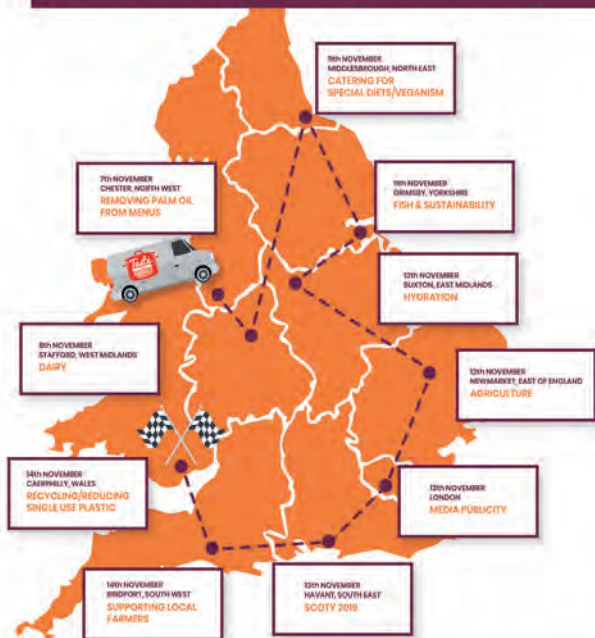 11th NOVEMBER
MIDDLESBROUGH, NORTH EAST
CATERING FOR
SPECIAL DIETS/VEGANISM
7th NOVEMBER
CHESTER, NORTH WEST
REMOVING PALM OIL
FROM MENUS
11th NOVEMBER
GRIMSBY, YORKSHIRE
FISH & SUSTAINABILITY
12th NOVEMBER
BUXTON, EAST MIDLANDS
HYDRATION
8th NOVEMBER
STAFFORD, WEST MIDLANDS
DAIRY
12th NOVEMBER
NEWMARKET, EAST OF ENGLAND
AGRICULTURE
14th NOVEMBER
CAERPHILLY, WALES
RECYCLING/REDUCING
SINGLE USE PLASTIC
13th NOVEMBER
LONDON
MEDIA PUBLICITY
14th NOVEMBER
BRIDPORT, SOUTH WEST
SUPPORTING LOCAL
FARMERS
13th NOVEMBER
HAVANT, SOUTH EAST
SCOTY 2019